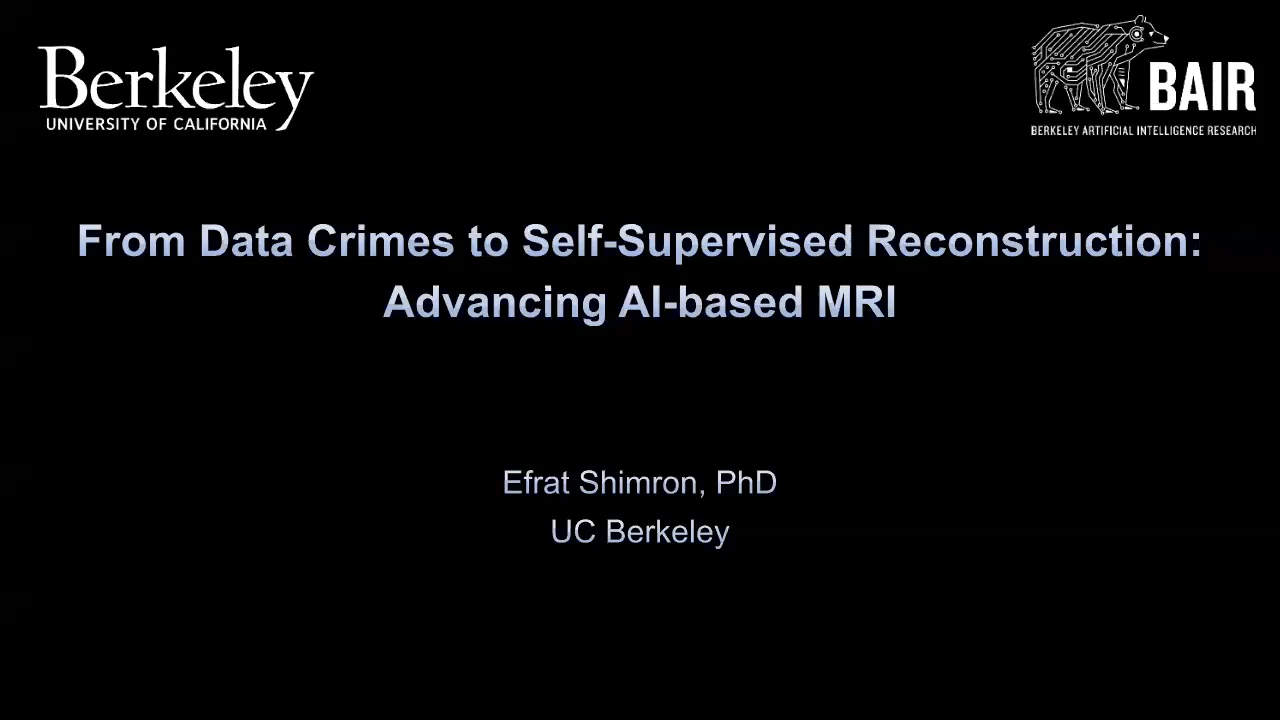 Berkeley
UNIVERSITY OF CALIFORNIA
BAIR
BERKELEY ARTIFICIAL INTELLIGENCE RESEARCH
From Data Crimes to Self-Supervised Reconstruction:
Advancing AI-based MRI
Efrat Shimron, PhD
UC Berkeley